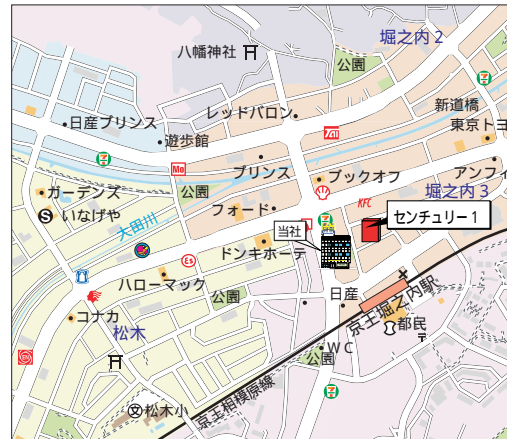 堀之内2
八幡神社
公園
新道橋
日産プリンス
レッドバロン
東京トヨ
遊歩館
プリンス
ブックオフ
アンフィ
Mo
ガーデンズ
公園
KFC
堀之内3
S
いなげや
大田川
フォード
センチュリー1
当社
ドンキホーテ
Es
ハローマック
公園
日産
京王堀之内駅
コナカ
松木
都民
〒
WC
公園
京王相模原線
文
松木小